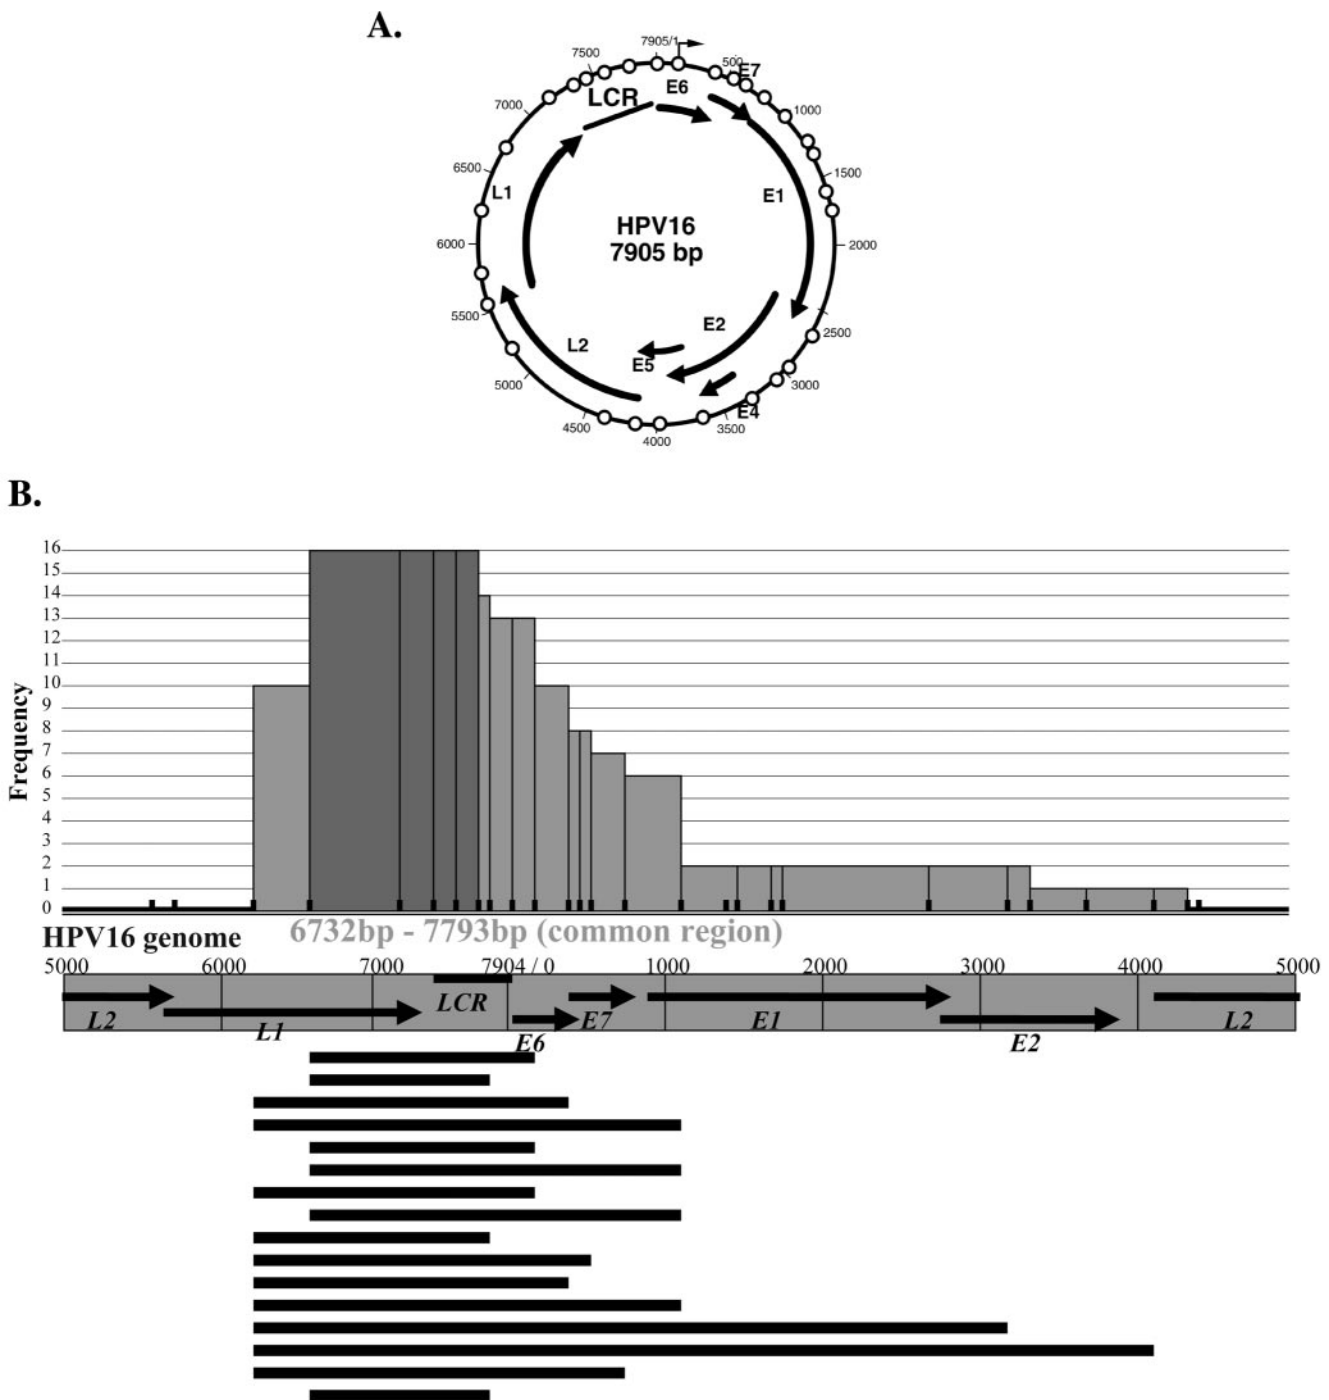 A.
7905/1
7500
500
E7
E6
LCR
7000
1000
6500
1500
L1
E1
HPV16
7905 bp
6000
2000
E2
5500
2500
L2
E5
5000
3000
E4
4500
3500
4000
B.
16
15
14
13
12
11
10
9
8
7
6
5
4
3
2
1
0
Frequency
6732bp - 7793bp (common region)
HPV16 genome
5000 6000 7000 7904 / 0 1000 2000 3000 4000 5000
LCR
L2 L1 E6 E7 E1 E2 L2